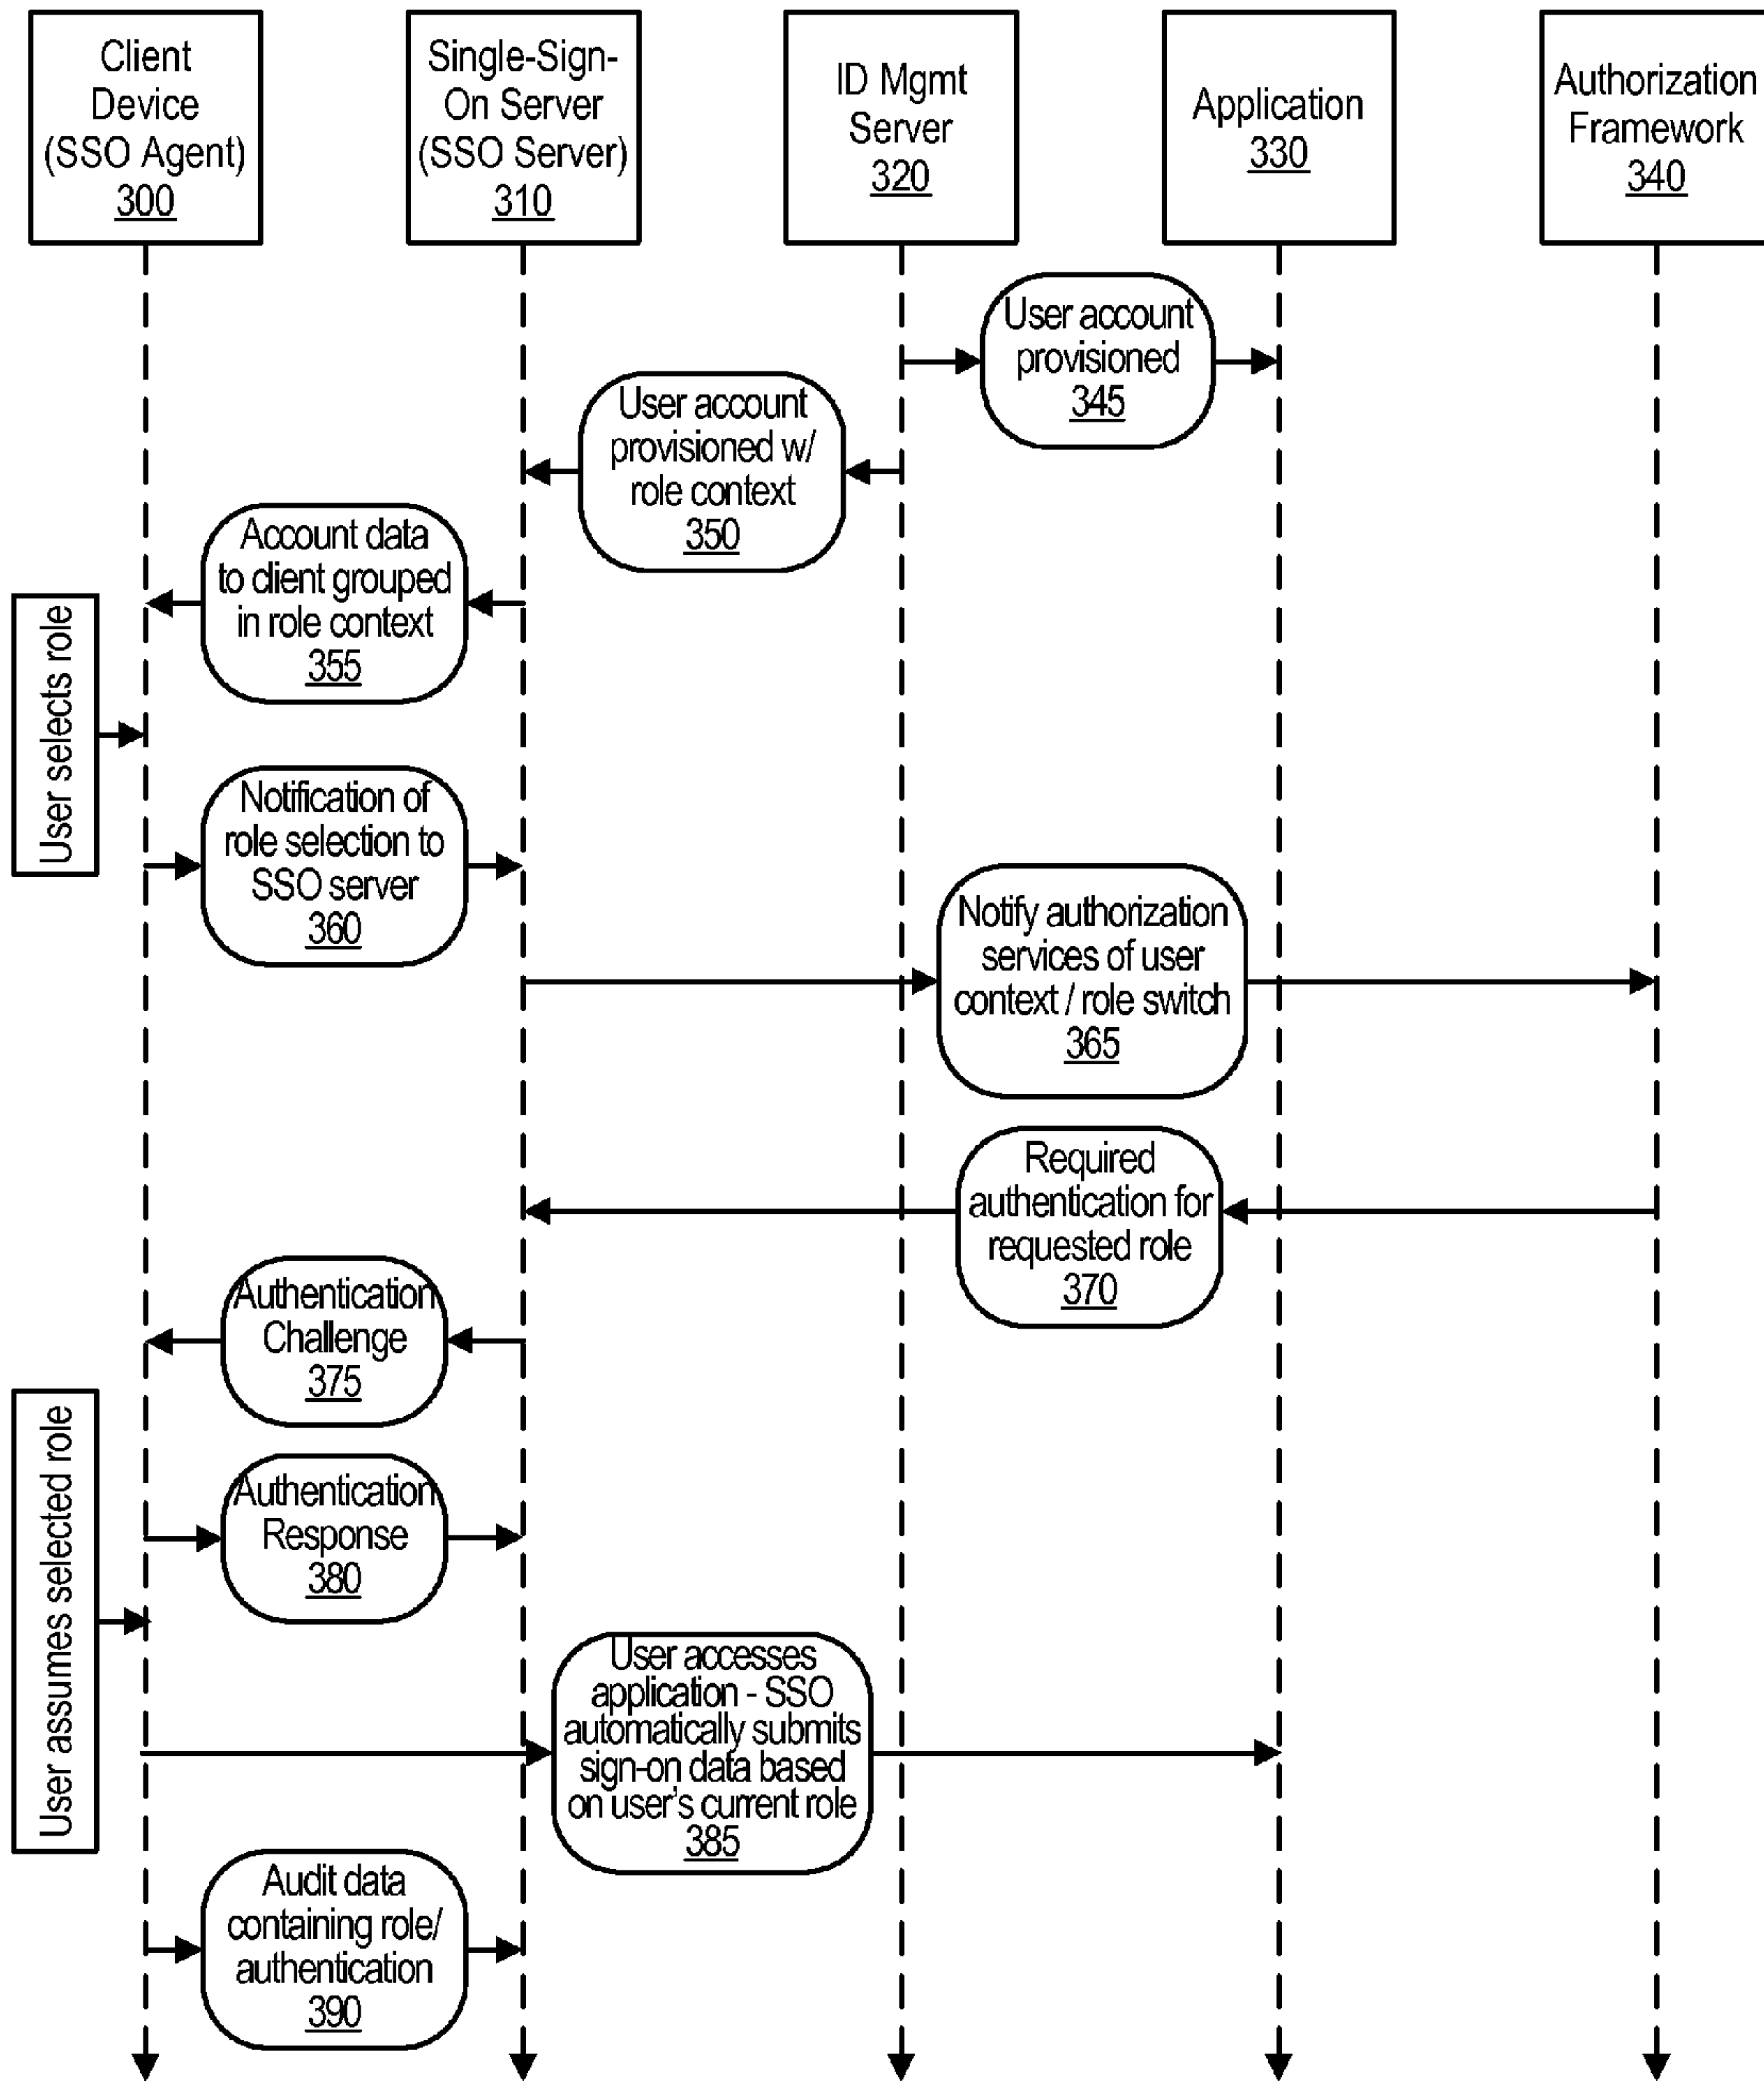 Client
Device
(SSO Agent)
300
Single-Sign-
On Server
(SSO Server)
310
ID Mgmt
Server
320
Application
330
Authorization
Framework
340
User account
provisioned
345
User account
provisioned w/
role context
350
Account data
to client grouped
in role context
355
User selects role
Notification of
role selection to
SSO server
360
Notify authorization
services of user
context / role switch
365
Required
authentication for
requested role
370
Authentication
Challenge
375
User assumes selected role
Authentication
Response
380
User accesses
application - SSO
automatically submits
sign-on data based
on user's current role
385
Audit data
containing role/
authentication
390